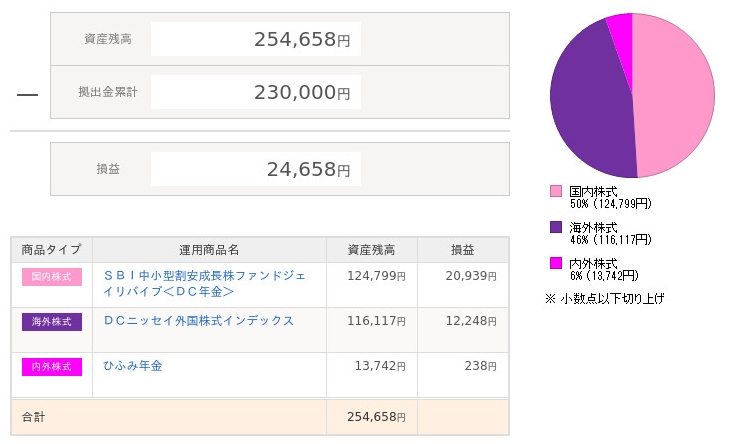 資産残高 254,658円
— 拠出金累計 230,000円
損益 24,658円
国内株式
50% (124,799円)
海外株式
46% (116,117円)
内外株式
6% (13,742円)
※ 小数点以下切り上げ
商品タイプ 運用商品名 資産残高 損益
国内株式 ＳＢＩ中小型割安成長株ファンドジェ 124,799円 20,939円
イリバイブ＜ＤＣ年金＞
海外株式 ＤＣニッセイ外国株式インデックス 116,117円 12,248円
内外株式 ひふみ年金 13,742円 238円
合計 254,658円